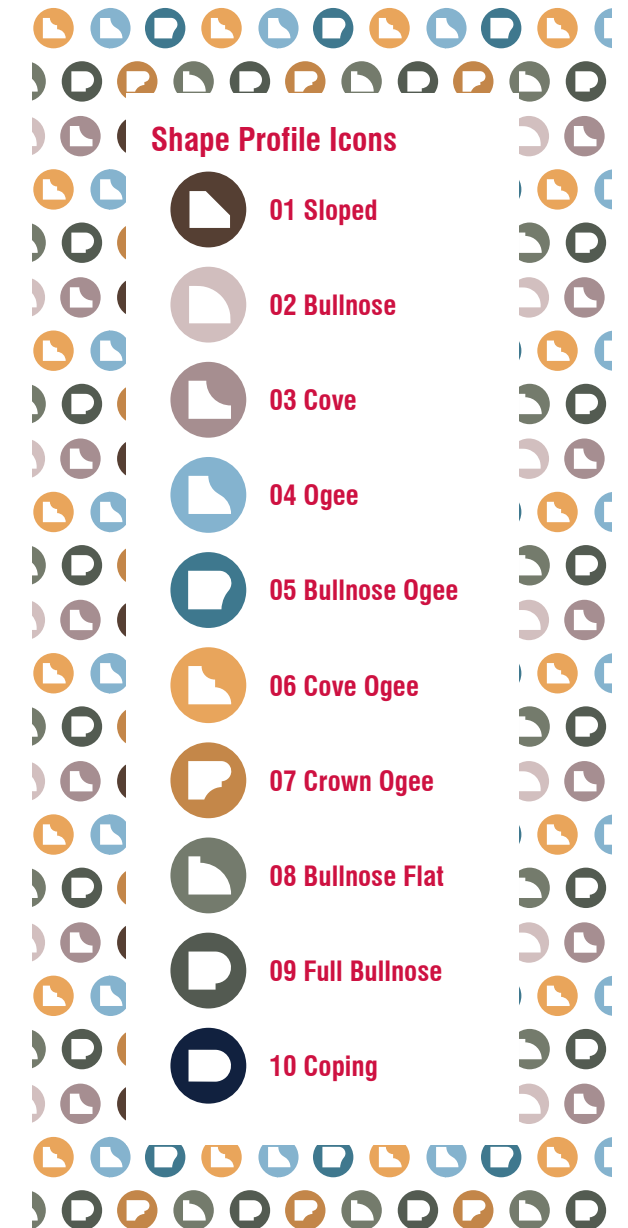 Shape Profile Icons
01 Sloped
02 Bullnose
03 Cove
04 Ogee
05 Bullnose Ogee
06 Cove Ogee
07 Crown Ogee
08 Bullnose Flat
09 Full Bullnose
10 Coping